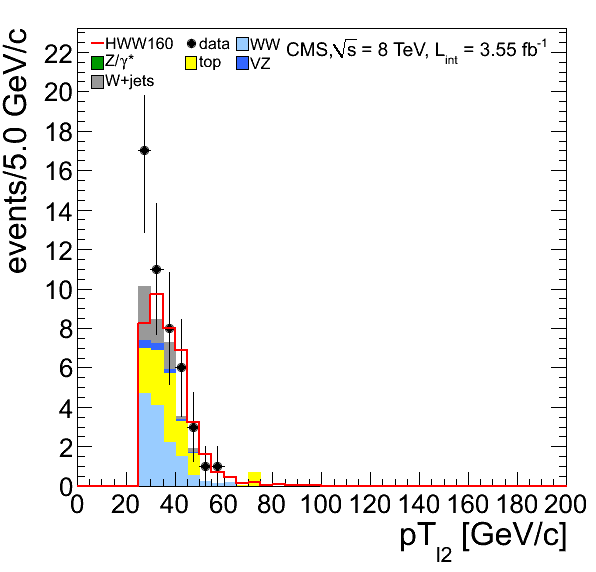 HWW160 data WW CMS,√s = 8 TeV, L_int = 3.55 fb⁻¹
Z/γ* top VZ
W+jets
events/5.0 GeV/c
22
20
18
16
14
12
10
8
6
4
2
0
0 20 40 60 80 100 120 140 160 180 200
pT_l2 [GeV/c]